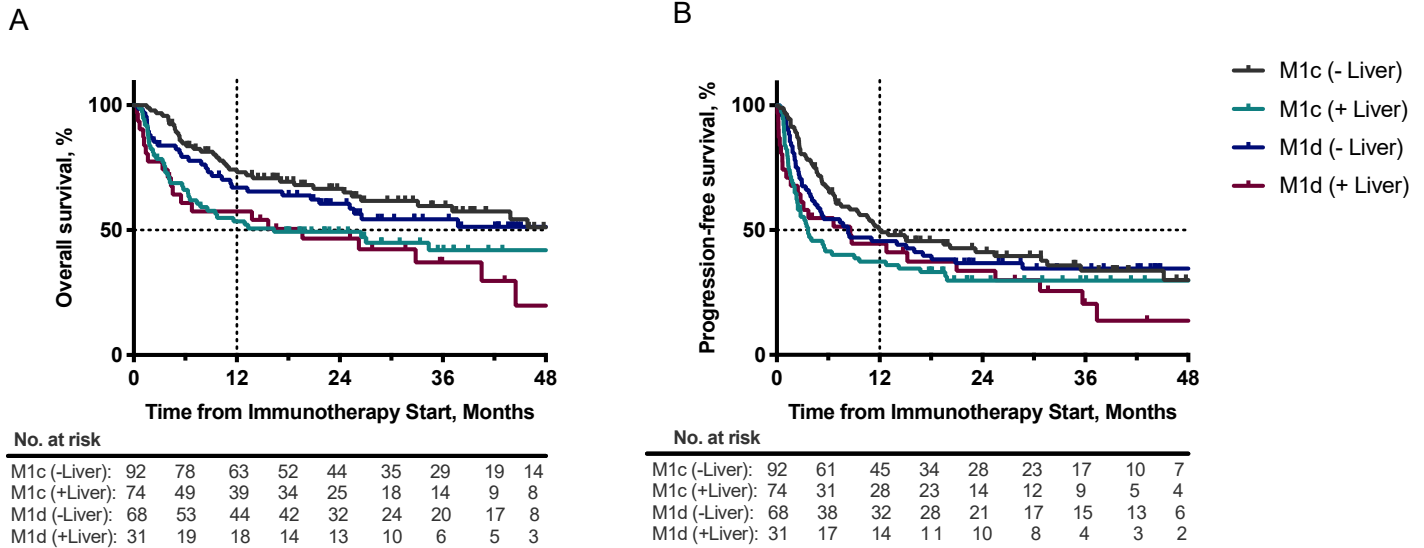 A
Overall survival, %
100
50
0
0 12 24 36 48
Time from Immunotherapy Start, Months
No. at risk
M1c (-Liver): 92 78 63 52 44 35 29 19 14
M1c (+Liver): 74 49 39 34 25 18 14 9 8
M1d (-Liver): 68 53 44 42 32 24 20 17 8
M1d (+Liver): 31 19 18 14 13 10 6 5 3
B
Progression-free survival, %
100
50
0
0 12 24 36 48
Time from Immunotherapy Start, Months
No. at risk
M1c (-Liver): 92 61 45 34 28 23 17 10 7
M1c (+Liver): 74 31 28 23 14 12 9 5 4
M1d (-Liver): 68 38 32 28 21 17 15 13 6
M1d (+Liver): 31 17 14 11 10 8 4 3 2
M1c (- Liver)
M1c (+ Liver)
M1d (- Liver)
M1d (+ Liver)